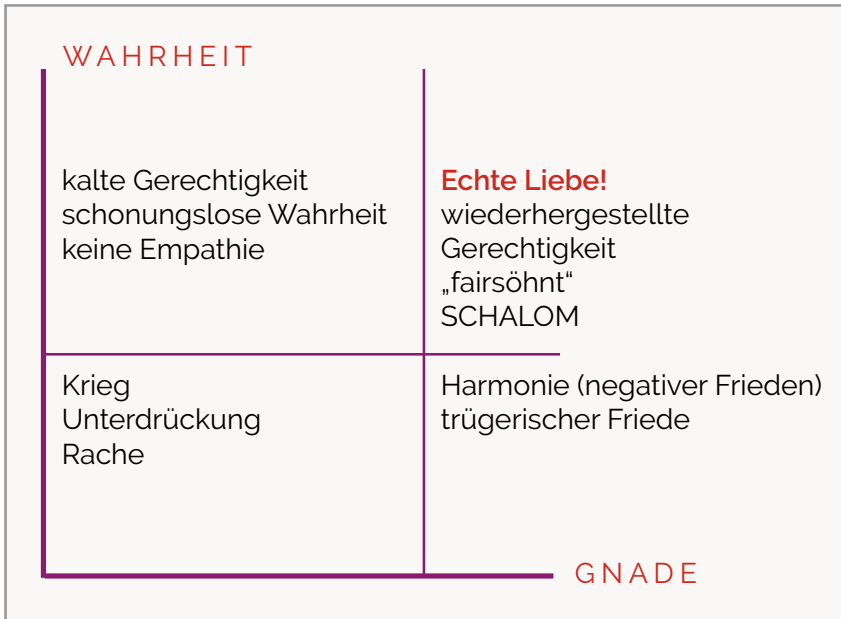 WAHRHEIT
kalte Gerechtigkeit
schonungslose Wahrheit
keine Empathie
Echte Liebe!
wiederhergestellte
Gerechtigkeit
„fairsöhnt“
SCHALOM
Krieg
Unterdrückung
Rache
Harmonie (negativer Frieden)
trügerischer Friede
GNADE